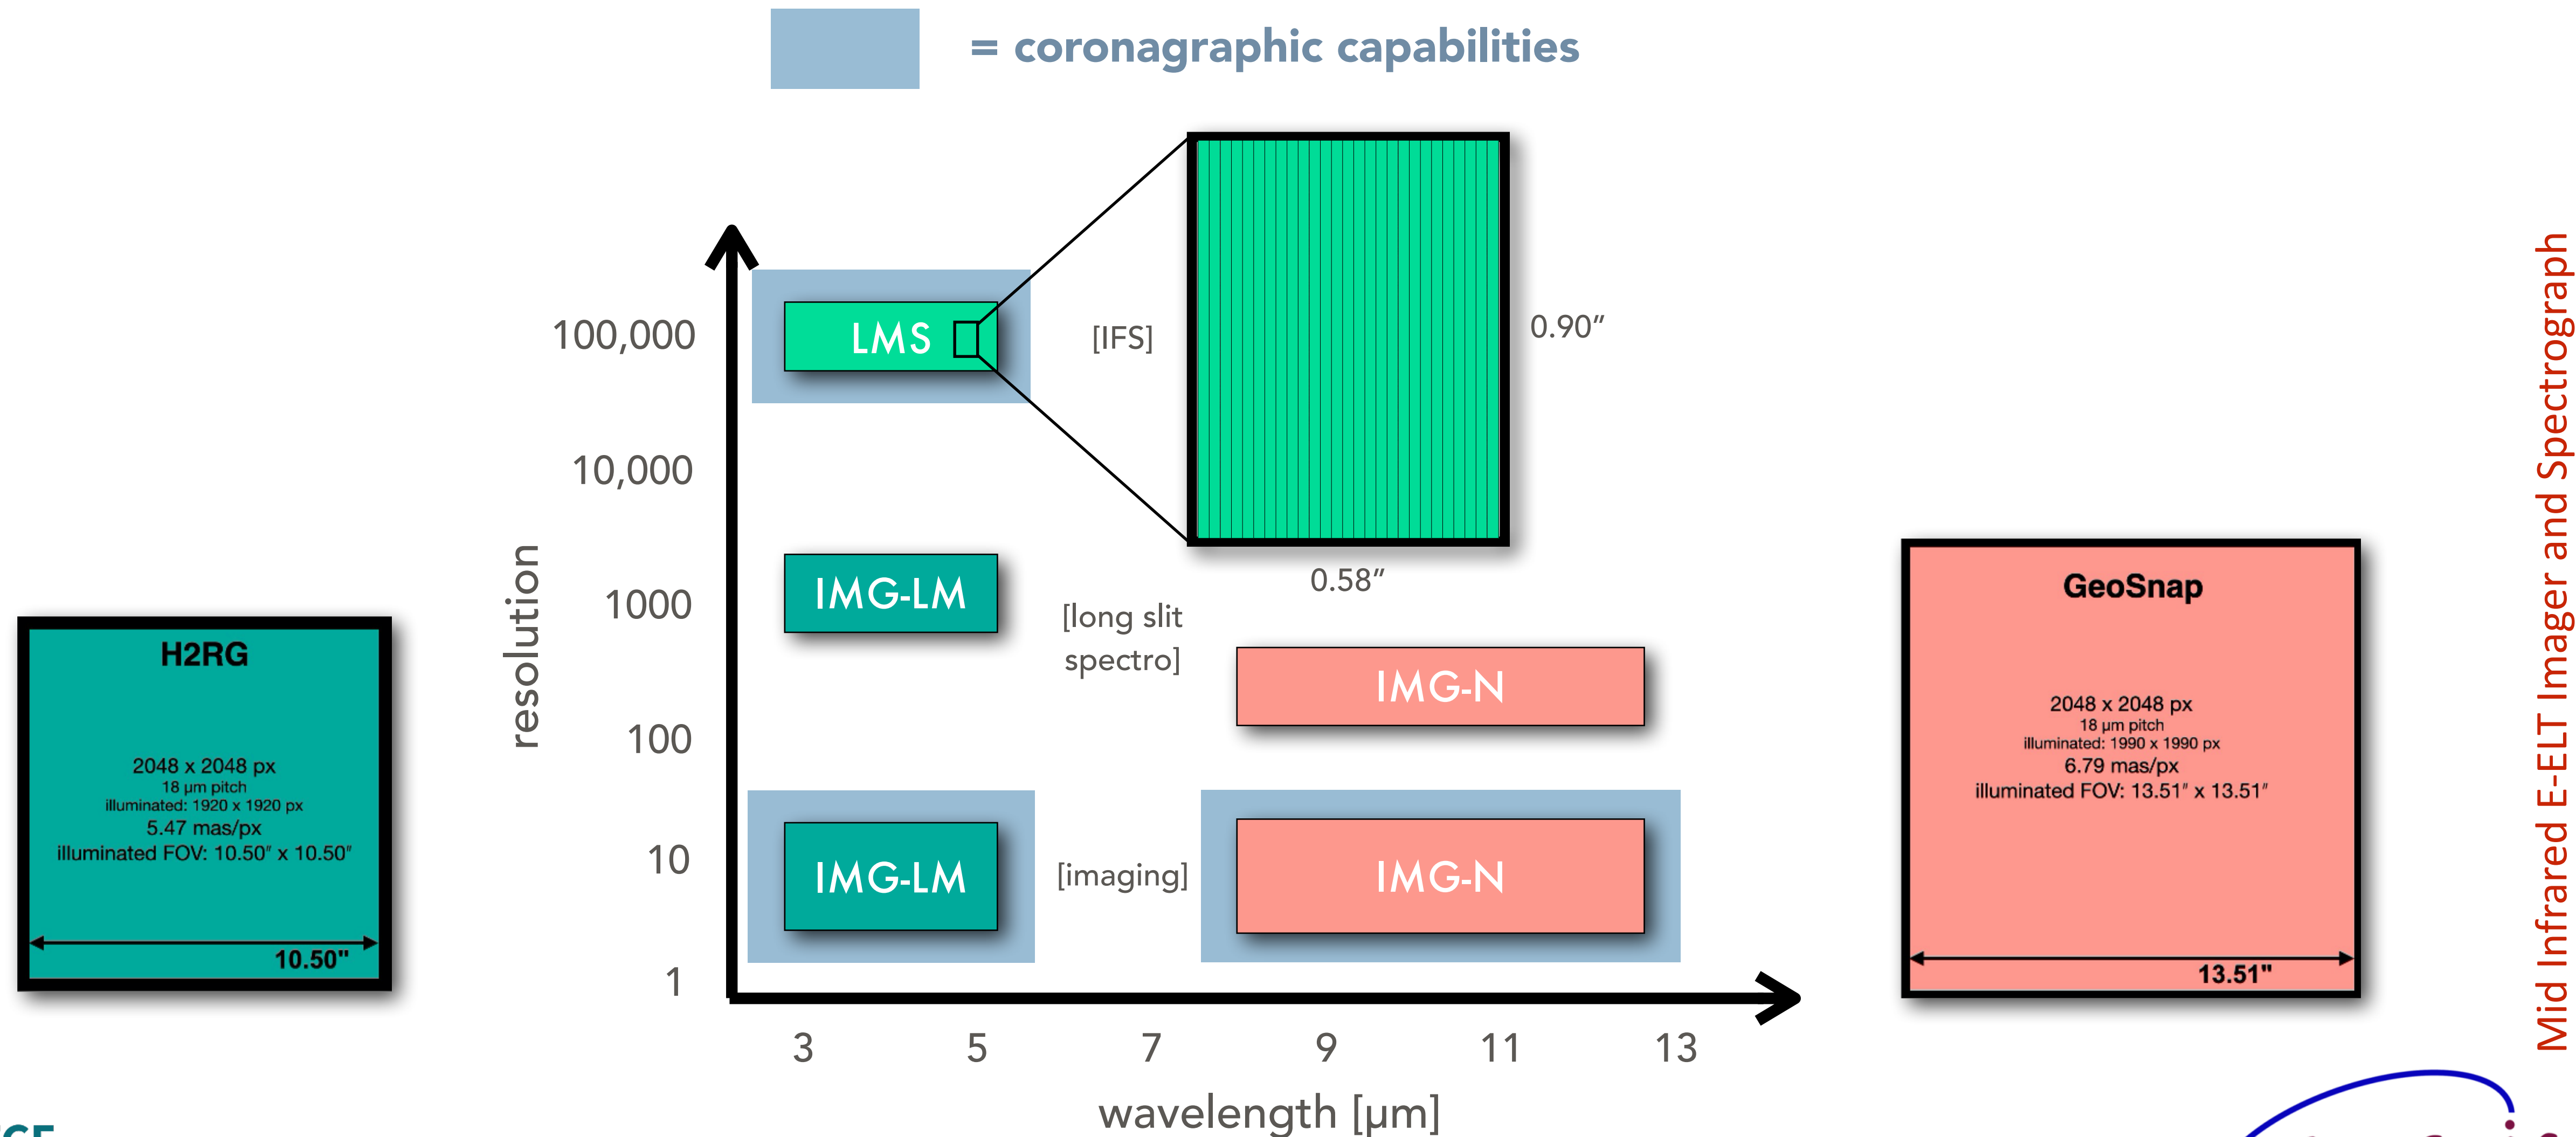 = coronagraphic capabilities
100,000
10,000
1000
100
10
1
resolution
LMS
[IFS]
0.90″
0.58″
IMG-LM
[long slit
spectro]
IMG-N
IMG-LM
[imaging]
IMG-N
3 5 7 9 11 13
wavelength [µm]
H2RG
2048 x 2048 px
18 µm pitch
illuminated: 1920 x 1920 px
5.47 mas/px
illuminated FOV: 10.50″ x 10.50″
10.50"
GeoSnap
2048 x 2048 px
18 µm pitch
illuminated: 1990 x 1990 px
6.79 mas/px
illuminated FOV: 13.51″ x 13.51″
13.51"
Mid Infrared E-ELT Imager and Spectrograph